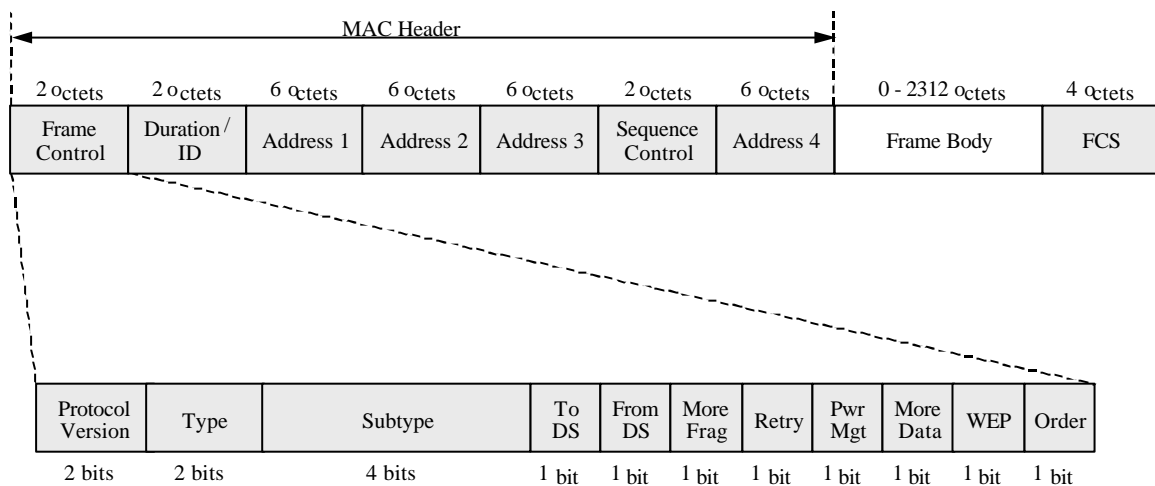 MAC Header
2 octets 2 octets 6 octets 6 octets 6 octets 2 octets 6 octets 0 - 2312 octets 4 octets
Frame Control
Duration / ID
Address 1
Address 2
Address 3
Sequence Control
Address 4
Frame Body
FCS
Protocol Version
Type
Subtype
To DS
From DS
More Frag
Retry
Pwr Mgt
More Data
WEP
Order
2 bits 2 bits 4 bits 1 bit 1 bit 1 bit 1 bit 1 bit 1 bit 1 bit 1 bit